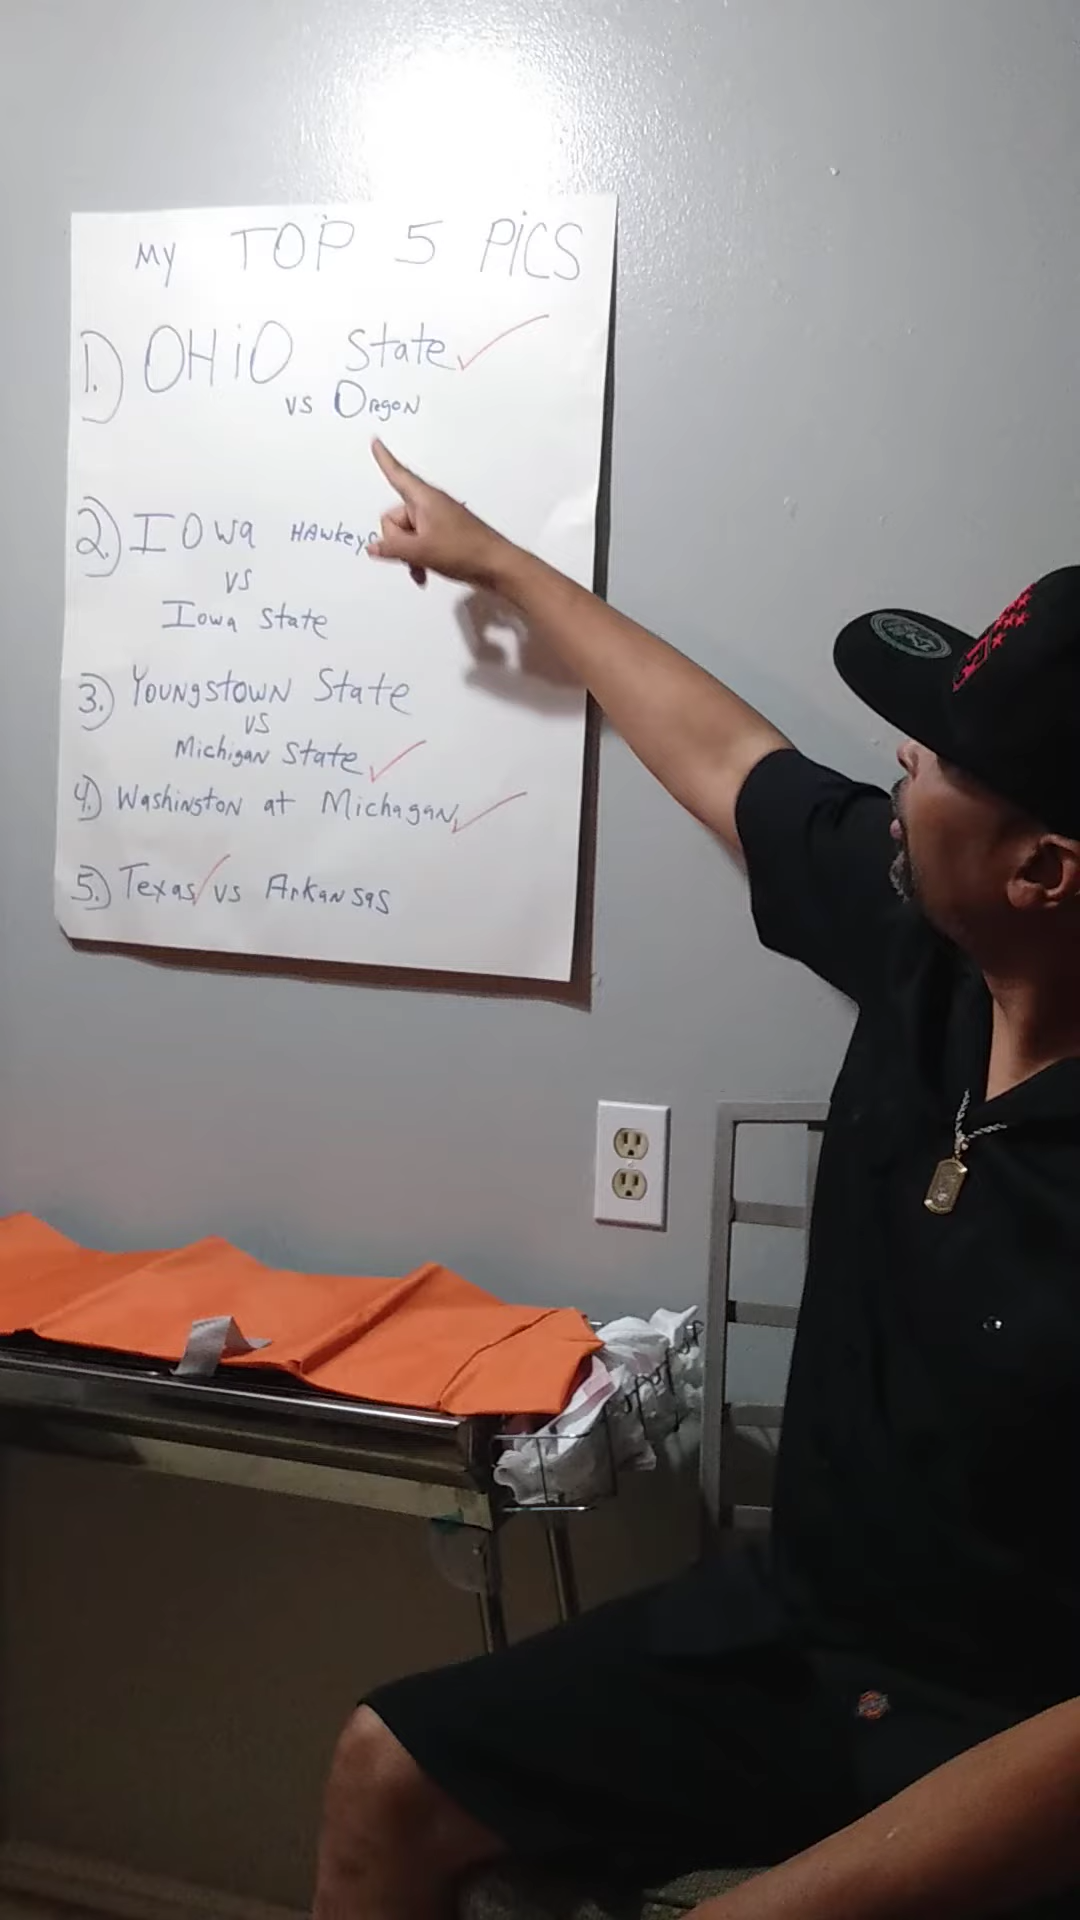 MY TOP 5 PiCS
1.) OHiO State
vs Oregon
2.) IOwa HAwkeys
VS
Iowa State
3.) Youngstown State
VS
Michigan State
4.) Washington at Michagan
5.) Texas vs Arkansas